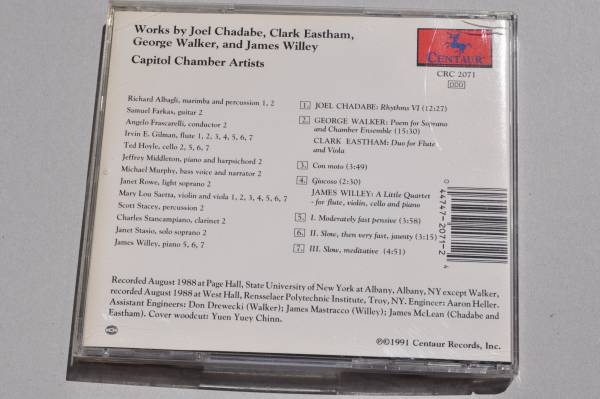 Works by Joel Chadabe, Clark Eastham,
George Walker, and James Willey
Capitol Chamber Artists
CENTAUR
CRC 2071
DDD
Richard Albagli, marimba and percussion 1, 2
Samuel Farkas, guitar 2
Angelo Frascarelli, conductor 2
Irvin E. Gilman, flute 1, 2, 3, 4, 5, 6, 7
Ted Hoyle, cello 2, 5, 6, 7
Jeffrey Middleton, piano and harpsichord 2
Michael Murphy, bass voice and narrator 2
Janet Rowe, light soprano 2
Mary Lou Saetta, violin and viola 1, 2, 3, 4, 5, 6, 7
Scott Stacey, percussion 2
Charles Stancampiano, clarinet 2
Janet Stasio, solo soprano 2
James Willey, piano 5, 6, 7
1. JOEL CHADABE: Rhythms VI (12:27)
2. GEORGE WALKER: Poem for Soprano
and Chamber Ensemble (15:30)
CLARK EASTHAM: Duo for Flute
and Viola
3. Con moto (3:49)
4. Giocoso (2:30)
JAMES WILLEY: A Little Quartet
for flute, violin, cello and piano
5. I. Moderately fast pensive (3:58)
6. II. Slow, then very fast, jaunty (3:15)
7. III. Slow, meditative (4:51)
0 44747-2071-2 4
Recorded August 1988 at Page Hall, State University of New York at Albany, Albany, NY except Walker,
recorded August 1988 at West Hall, Rensselaer Polytechnic Institute, Troy, NY. Engineer: Aaron Heller.
Assistant Engineers: Don Drewecki (Walker); James Mastracco (Willey); James McLean (Chadabe and
Eastham). Cover woodcut: Yuen Yuey Chinn.
℗©1991 Centaur Records, Inc.